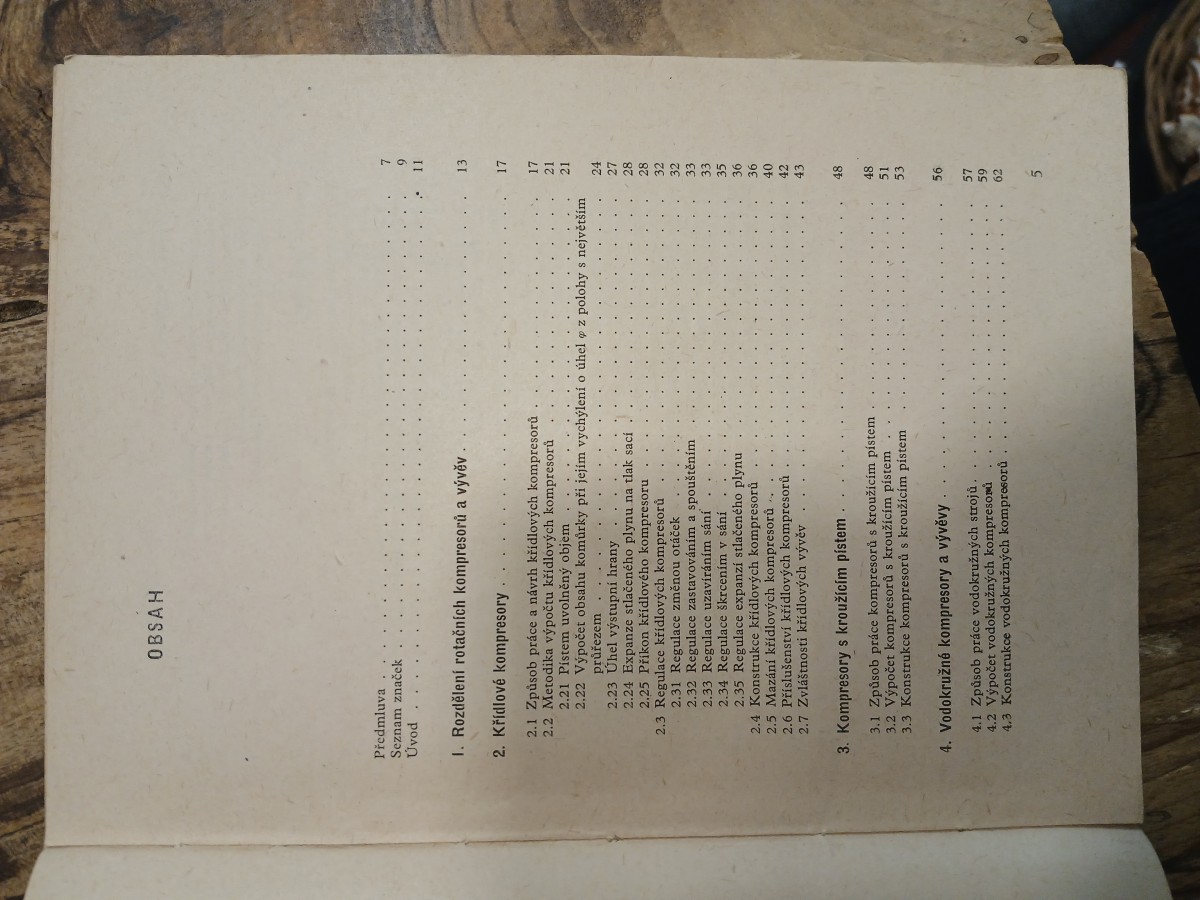 OBSAH
Předmluva . . . . . . . . . . . . . . . . . . . . 7
Seznam značek . . . . . . . . . . . . . . . . . . 9
Úvod . . . . . . . . . . . . . . . . . . . . . . 11
1. Rozdělení rotačních kompresorů a vývěv . . . . . . . . . . 13
2. Křídlové kompresory . . . . . . . . . . . . . . . . 17
2.1 Způsob práce a návrh křídlových kompresorů . . . . . . . . 17
2.2 Metodika výpočtu křídlových kompresorů . . . . . . . . . 21
2.21 Pístem uvolněný objem . . . . . . . . . . . . . . 21
2.22 Výpočet obsahu komůrky při jejím vychýlení o úhel φ z polohy s největším
průřezem . . . . . . . . . . . . . . . . . . . 24
2.23 Úhel výstupní hrany . . . . . . . . . . . . . . . 27
2.24 Expanze stlačeného plynu na tlak sací . . . . . . . . . 28
2.25 Příkon křídlového kompresoru . . . . . . . . . . . . 28
2.3 Regulace křídlových kompresorů . . . . . . . . . . . . 32
2.31 Regulace změnou otáček . . . . . . . . . . . . . . 32
2.32 Regulace zastavováním a spouštěním . . . . . . . . . . 33
2.33 Regulace uzavíráním sání . . . . . . . . . . . . . 33
2.34 Regulace škrcením v sání . . . . . . . . . . . . . 35
2.35 Regulace expanzí stlačeného plynu . . . . . . . . . . 36
2.4 Konstrukce křídlových kompresorů . . . . . . . . . . . 36
2.5 Mazání křídlových kompresorů . . . . . . . . . . . . . 40
2.6 Příslušenství křídlových kompresorů . . . . . . . . . . 42
2.7 Zvláštnosti křídlových vývěv . . . . . . . . . . . . . 43
3. Kompresory s kroužícím pístem . . . . . . . . . . . . . 48
3.1 Způsob práce kompresorů s kroužícím pístem . . . . . . . . 48
3.2 Výpočet kompresorů s kroužícím pístem . . . . . . . . . . 51
3.3 Konstrukce kompresorů s kroužícím pístem . . . . . . . . . 53
4. Vodokružné kompresory a vývěvy . . . . . . . . . . . . . 56
4.1 Způsob práce vodokružných strojů . . . . . . . . . . . . 57
4.2 Výpočet vodokružných kompresorů . . . . . . . . . . . . 59
4.3 Konstrukce vodokružných kompresorů . . . . . . . . . . . 62
5